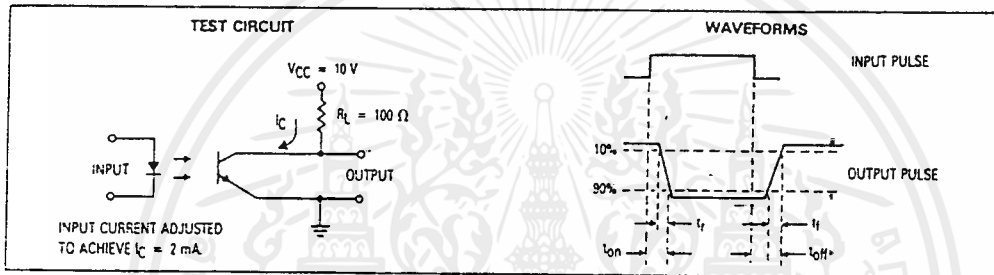 TEST CIRCUIT
VCC = 10 V
RL = 100 Ω
IC
INPUT
OUTPUT
INPUT CURRENT ADJUSTED
TO ACHIEVE IC = 2 mA
WAVEFORMS
INPUT PULSE
10%
90%
OUTPUT PULSE
tr
tf
ton
toff